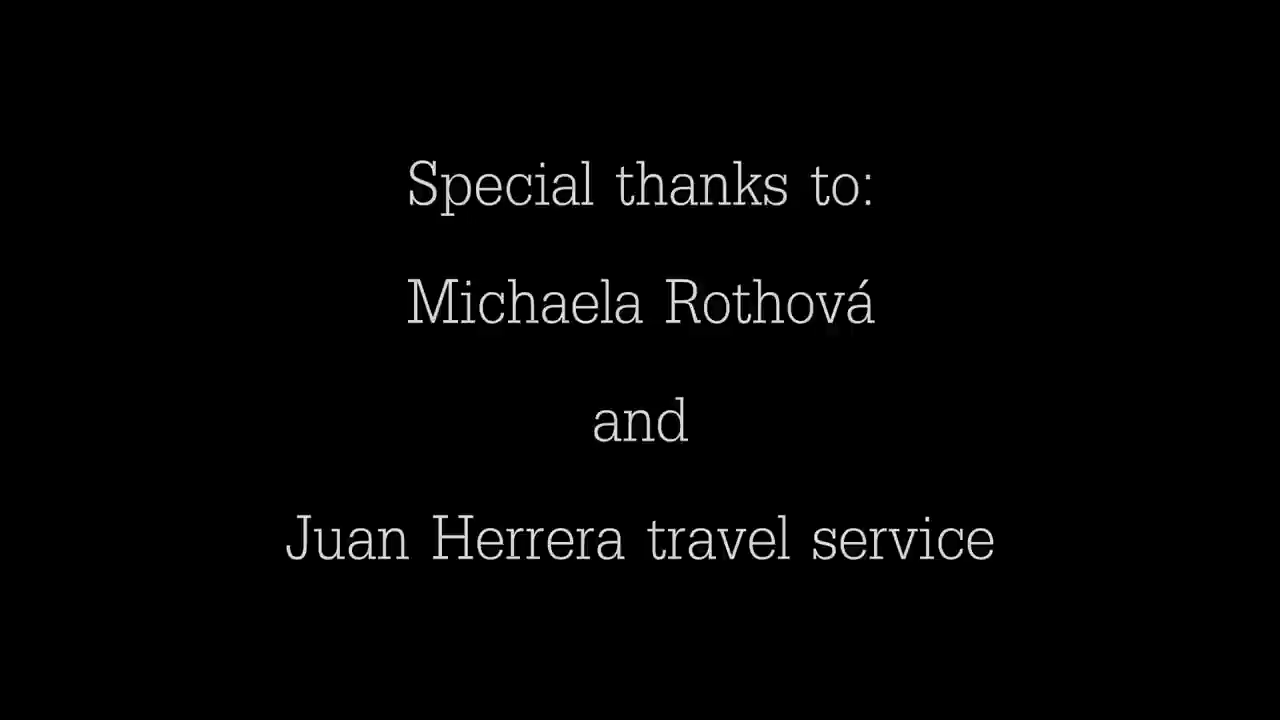 Special thanks to:
Michaela Rothová
and
Juan Herrera travel service